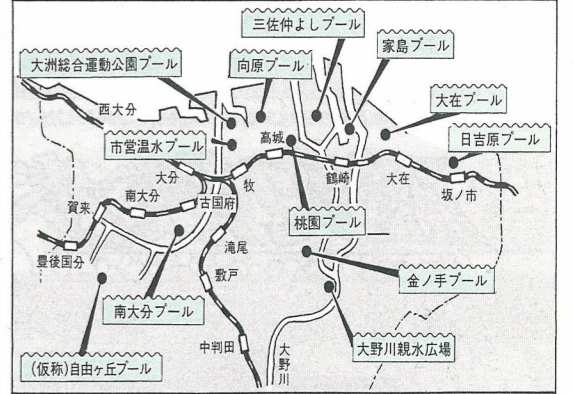 三佐仲よしプール
家島プール
大洲総合運動公園プール
向原プール
大在プール
西大分
市営温水プール
高城
日吉原プール
大分
牧
鶴崎
大在
坂ノ市
賀来
南大分
古国府
桃園プール
豊後国分
滝尾
敷戸
金ノ手プール
南大分プール
中判田
大野川
大野川親水広場
(仮称)自由ヶ丘プール